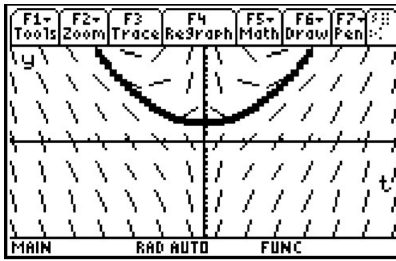 F1▾ F2▾ F3 F4 F5▾ F6▾ F7▾
Tools Zoom Trace ReGraph Math Draw Pen
y
t
MAIN RAD AUTO FUNC